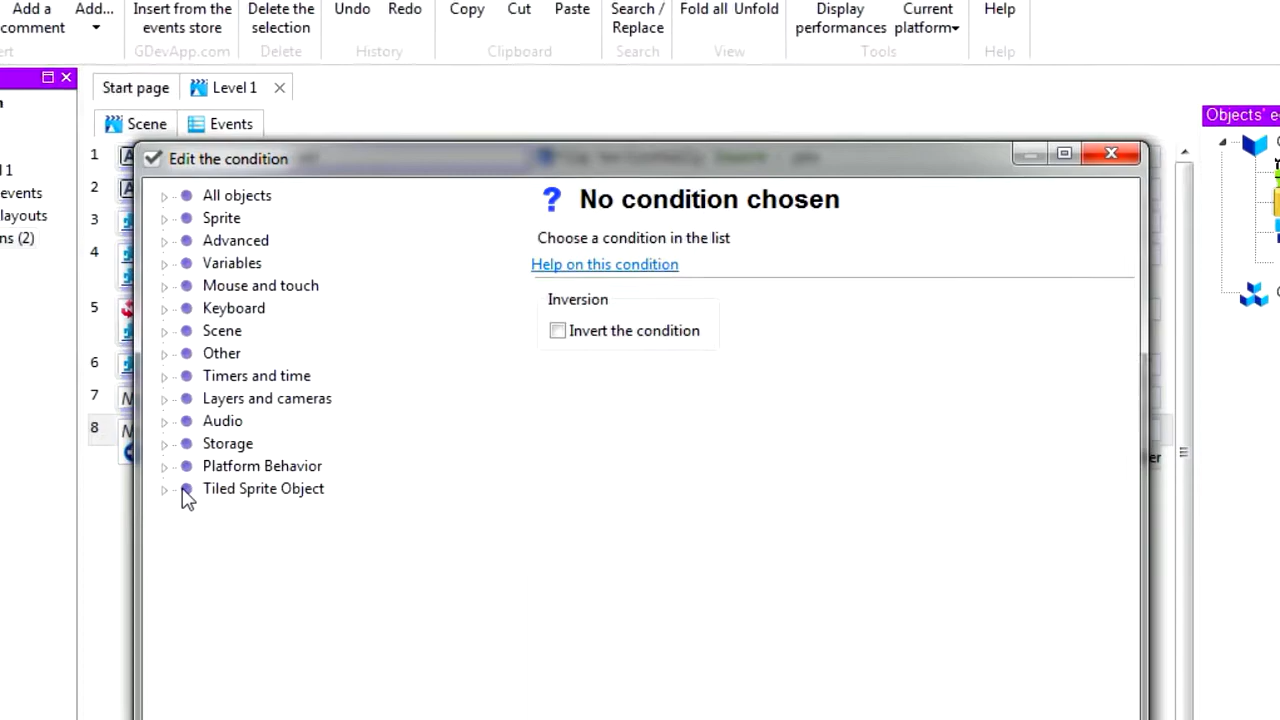 Add a
comment
Add...
Insert from the
events store
Delete the
selection
Undo
Redo
Copy
Cut
Paste
Search /
Replace
Fold all
Unfold
Display
performances
Current
platform
Help
GDevApp.com
Delete
History
Clipboard
Search
View
Tools
Help
Start page
Level 1
Scene
Events
Objects' e
1
2
3
4
5
6
7
8
l 1
events
layouts
ns (2)
Edit the condition
All objects
Sprite
Advanced
Variables
Mouse and touch
Keyboard
Scene
Other
Timers and time
Layers and cameras
Audio
Storage
Platform Behavior
Tiled Sprite Object
? No condition chosen
Choose a condition in the list
Help on this condition
Inversion
Invert the condition
er